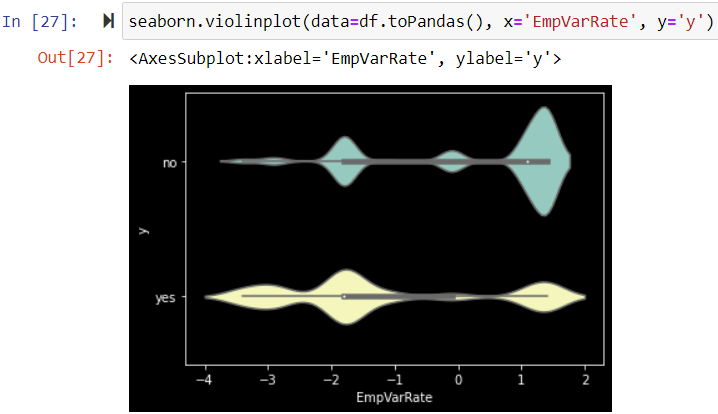 In [27]: seaborn.violinplot(data=df.toPandas(), x='EmpVarRate', y='y')
Out[27]: <AxesSubplot:xlabel='EmpVarRate', ylabel='y'>
no
y
yes
−4 −3 −2 −1 0 1 2
EmpVarRate